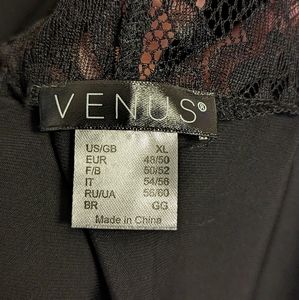 VENUS®
US/GB XL
EUR 48/50
F/B 50/52
IT 54/56
RU/UA 56/60
BR GG
Made in China